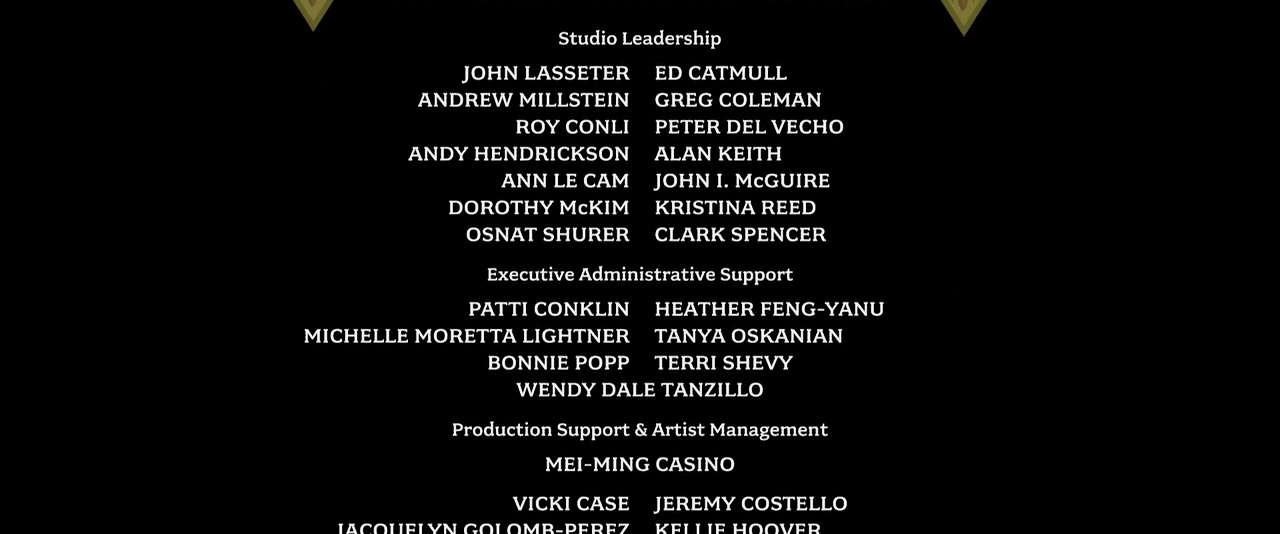 Studio Leadership
JOHN LASSETER ED CATMULL
ANDREW MILLSTEIN GREG COLEMAN
ROY CONLI PETER DEL VECHO
ANDY HENDRICKSON ALAN KEITH
ANN LE CAM JOHN I. McGUIRE
DOROTHY McKIM KRISTINA REED
OSNAT SHURER CLARK SPENCER
Executive Administrative Support
PATTI CONKLIN HEATHER FENG-YANU
MICHELLE MORETTA LIGHTNER TANYA OSKANIAN
BONNIE POPP TERRI SHEVY
WENDY DALE TANZILLO
Production Support & Artist Management
MEI-MING CASINO
VICKI CASE JEREMY COSTELLO
JACQUELYN GOLOMB-PEREZ KELLIE HOOVER